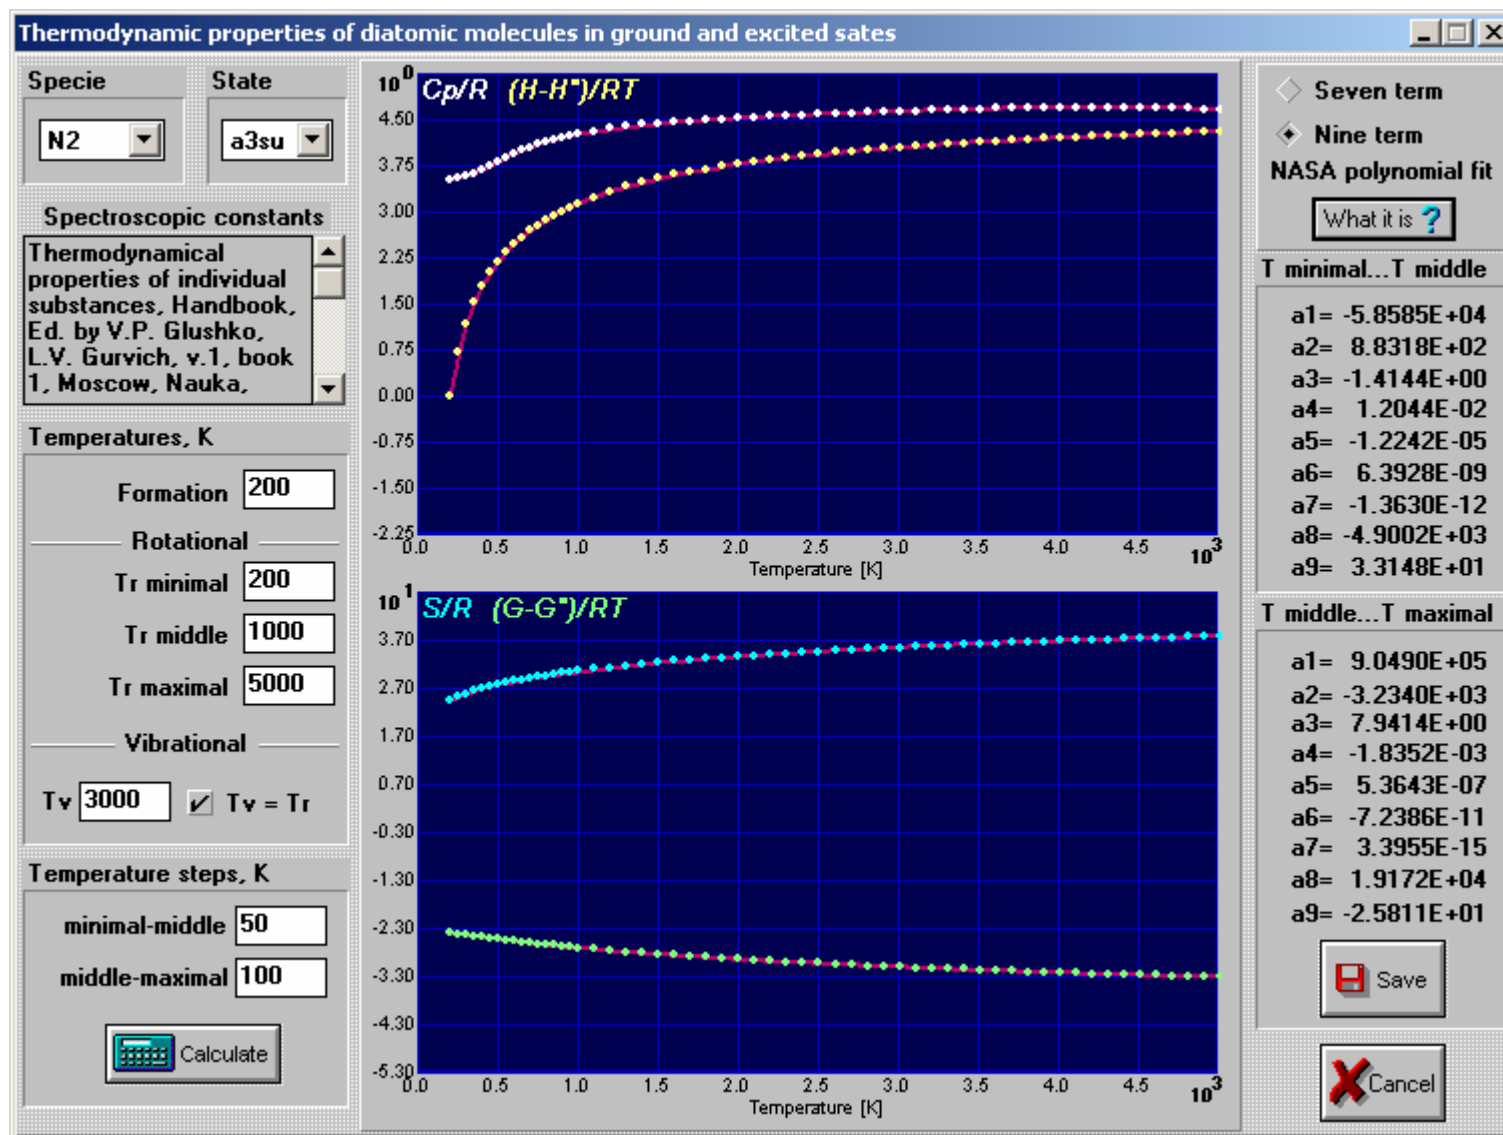 Thermodynamic properties of diatomic molecules in ground and excited sates
Specie
State
N2
a3su
Spectroscopic constants
Thermodynamical
properties of individual
substances, Handbook,
Ed. by V.P. Glushko,
L.V. Gurvich, v.1, book
1, Moscow, Nauka,
Temperatures, K
Formation 200
Rotational
Tr minimal 200
Tr middle 1000
Tr maximal 5000
Vibrational
Tv 3000 Tv = Tr
Temperature steps, K
minimal-middle 50
middle-maximal 100
Calculate
10^0 Cp/R (H-H°)/RT
4.50
3.75
3.00
2.25
1.50
0.75
0.00
-0.75
-1.50
-2.25
0.0 0.5 1.0 1.5 2.0 2.5 3.0 3.5 4.0 4.5 10^3
Temperature [K]
10^1 S/R (G-G°)/RT
3.70
2.70
1.70
0.70
-0.30
-1.30
-2.30
-3.30
-4.30
-5.30
0.0 0.5 1.0 1.5 2.0 2.5 3.0 3.5 4.0 4.5 10^3
Temperature [K]
Seven term
Nine term
NASA polynomial fit
What it is ?
T minimal...T middle
a1= -5.8585E+04
a2= 8.8318E+02
a3= -1.4144E+00
a4= 1.2044E-02
a5= -1.2242E-05
a6= 6.3928E-09
a7= -1.3630E-12
a8= -4.9002E+03
a9= 3.3148E+01
T middle...T maximal
a1= 9.0490E+05
a2= -3.2340E+03
a3= 7.9414E+00
a4= -1.8352E-03
a5= 5.3643E-07
a6= -7.2386E-11
a7= 3.3955E-15
a8= 1.9172E+04
a9= -2.5811E+01
Save
Cancel